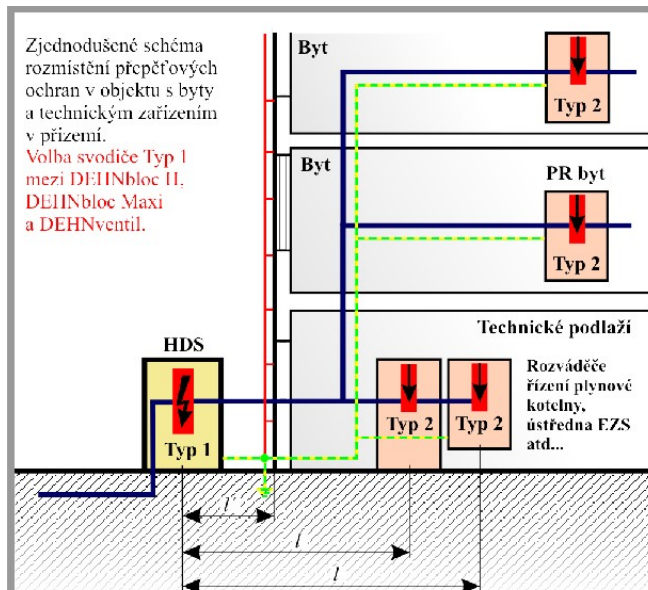 Zjednodušené schéma
rozmístění přepěťových
ochran v objektu s byty
a technickým zařízením
v přízemí.
Volba svodiče Typ 1
mezi DEHNbloc H,
DEHNbloc Maxi
a DEHNventil.
Byt
Typ 2
Byt
PR byt
Typ 2
Technické podlaží
HDS
Typ 1
Typ 2
Typ 2
Rozváděče
řízení plynové
kotelny,
ústředna EZS
atd...
l
l
l